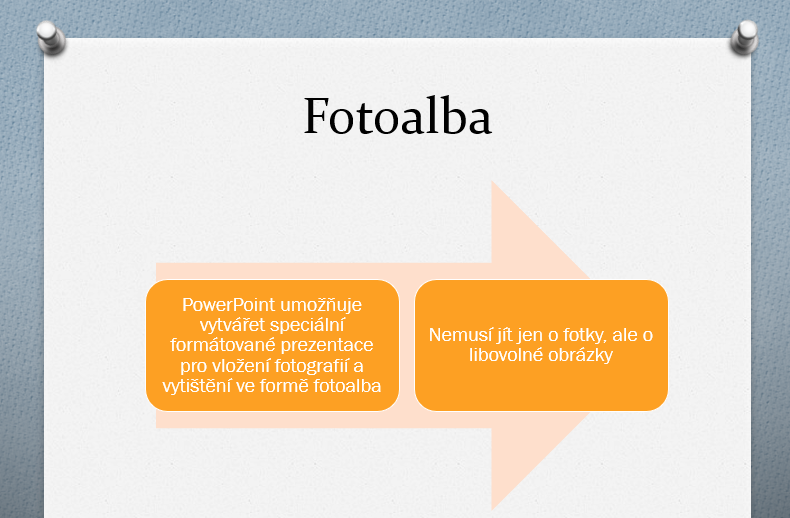 Fotoalba
PowerPoint umožňuje
vytvářet speciální
formátované prezentace
pro vložení fotografií a
vytištění ve formě fotoalba
Nemusí jít jen o fotky, ale o
libovolné obrázky